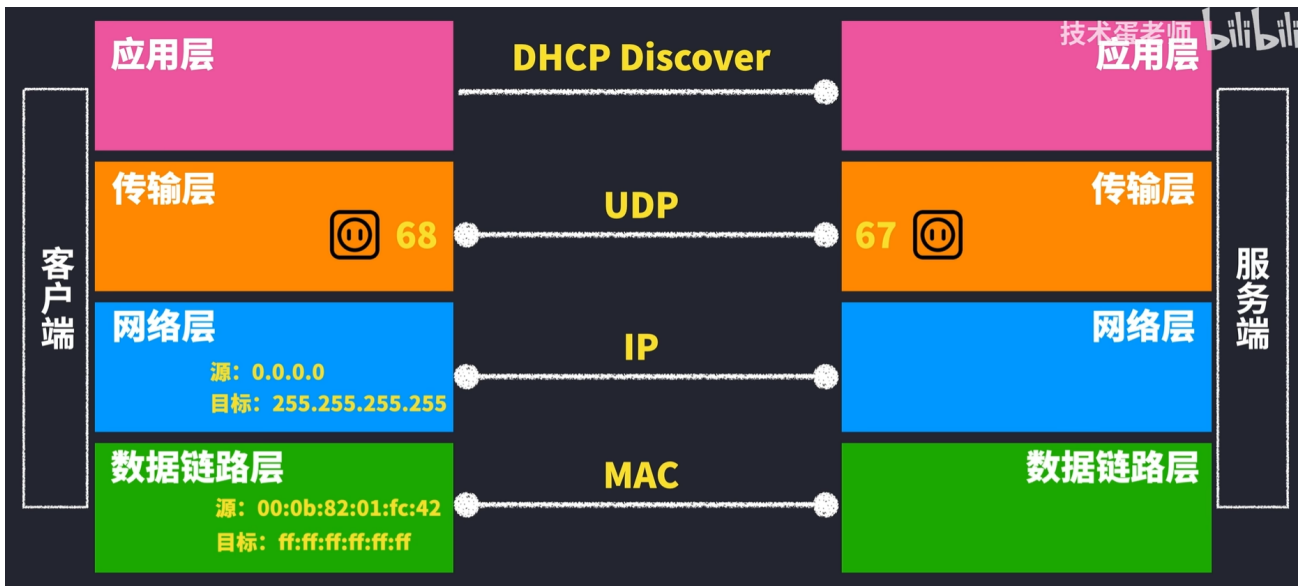 技术蛋老师 bilibili
应用层
DHCP Discover
应用层
传输层
UDP
传输层
68
67
客户端
服务端
网络层
IP
网络层
源：0.0.0.0
目标：255.255.255.255
数据链路层
MAC
数据链路层
源：00:0b:82:01:fc:42
目标：ff:ff:ff:ff:ff:ff